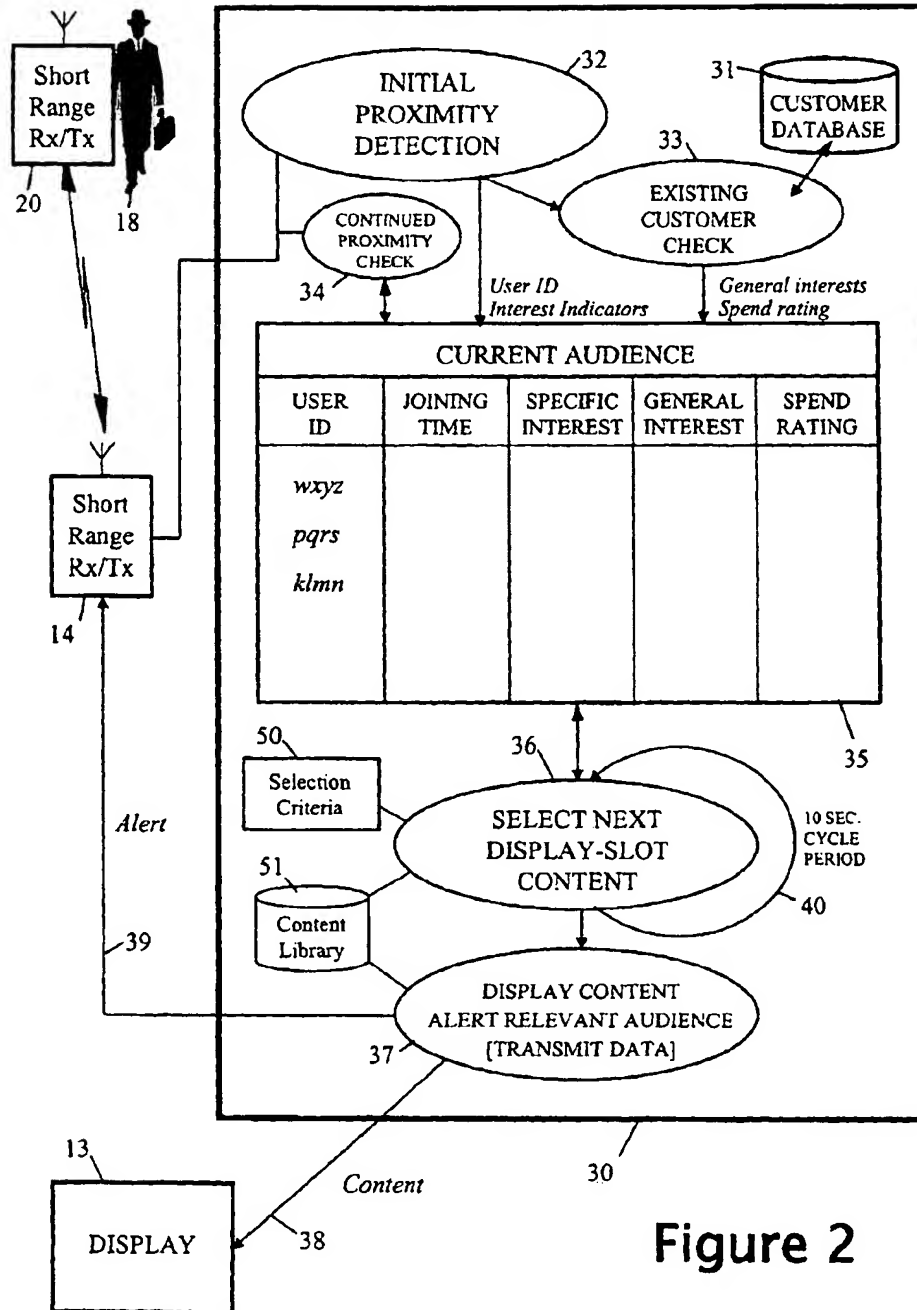 Short
Range
Rx/Tx
20
18
INITIAL
PROXIMITY
DETECTION
32
31
CUSTOMER
DATABASE
33
EXISTING
CUSTOMER
CHECK
CONTINUED
PROXIMITY
CHECK
34
User ID
Interest Indicators
General interests
Spend rating
CURRENT AUDIENCE
USER
ID
JOINING
TIME
SPECIFIC
INTEREST
GENERAL
INTEREST
SPEND
RATING
wxyz
pqrs
klmn
Short
Range
Rx/Tx
14
35
50
Selection
Criteria
36
SELECT NEXT
DISPLAY-SLOT
CONTENT
10 SEC.
CYCLE
PERIOD
40
Alert
39
51
Content
Library
DISPLAY CONTENT
ALERT RELEVANT AUDIENCE
[TRANSMIT DATA]
37
30
13
DISPLAY
Content
38
Figure 2